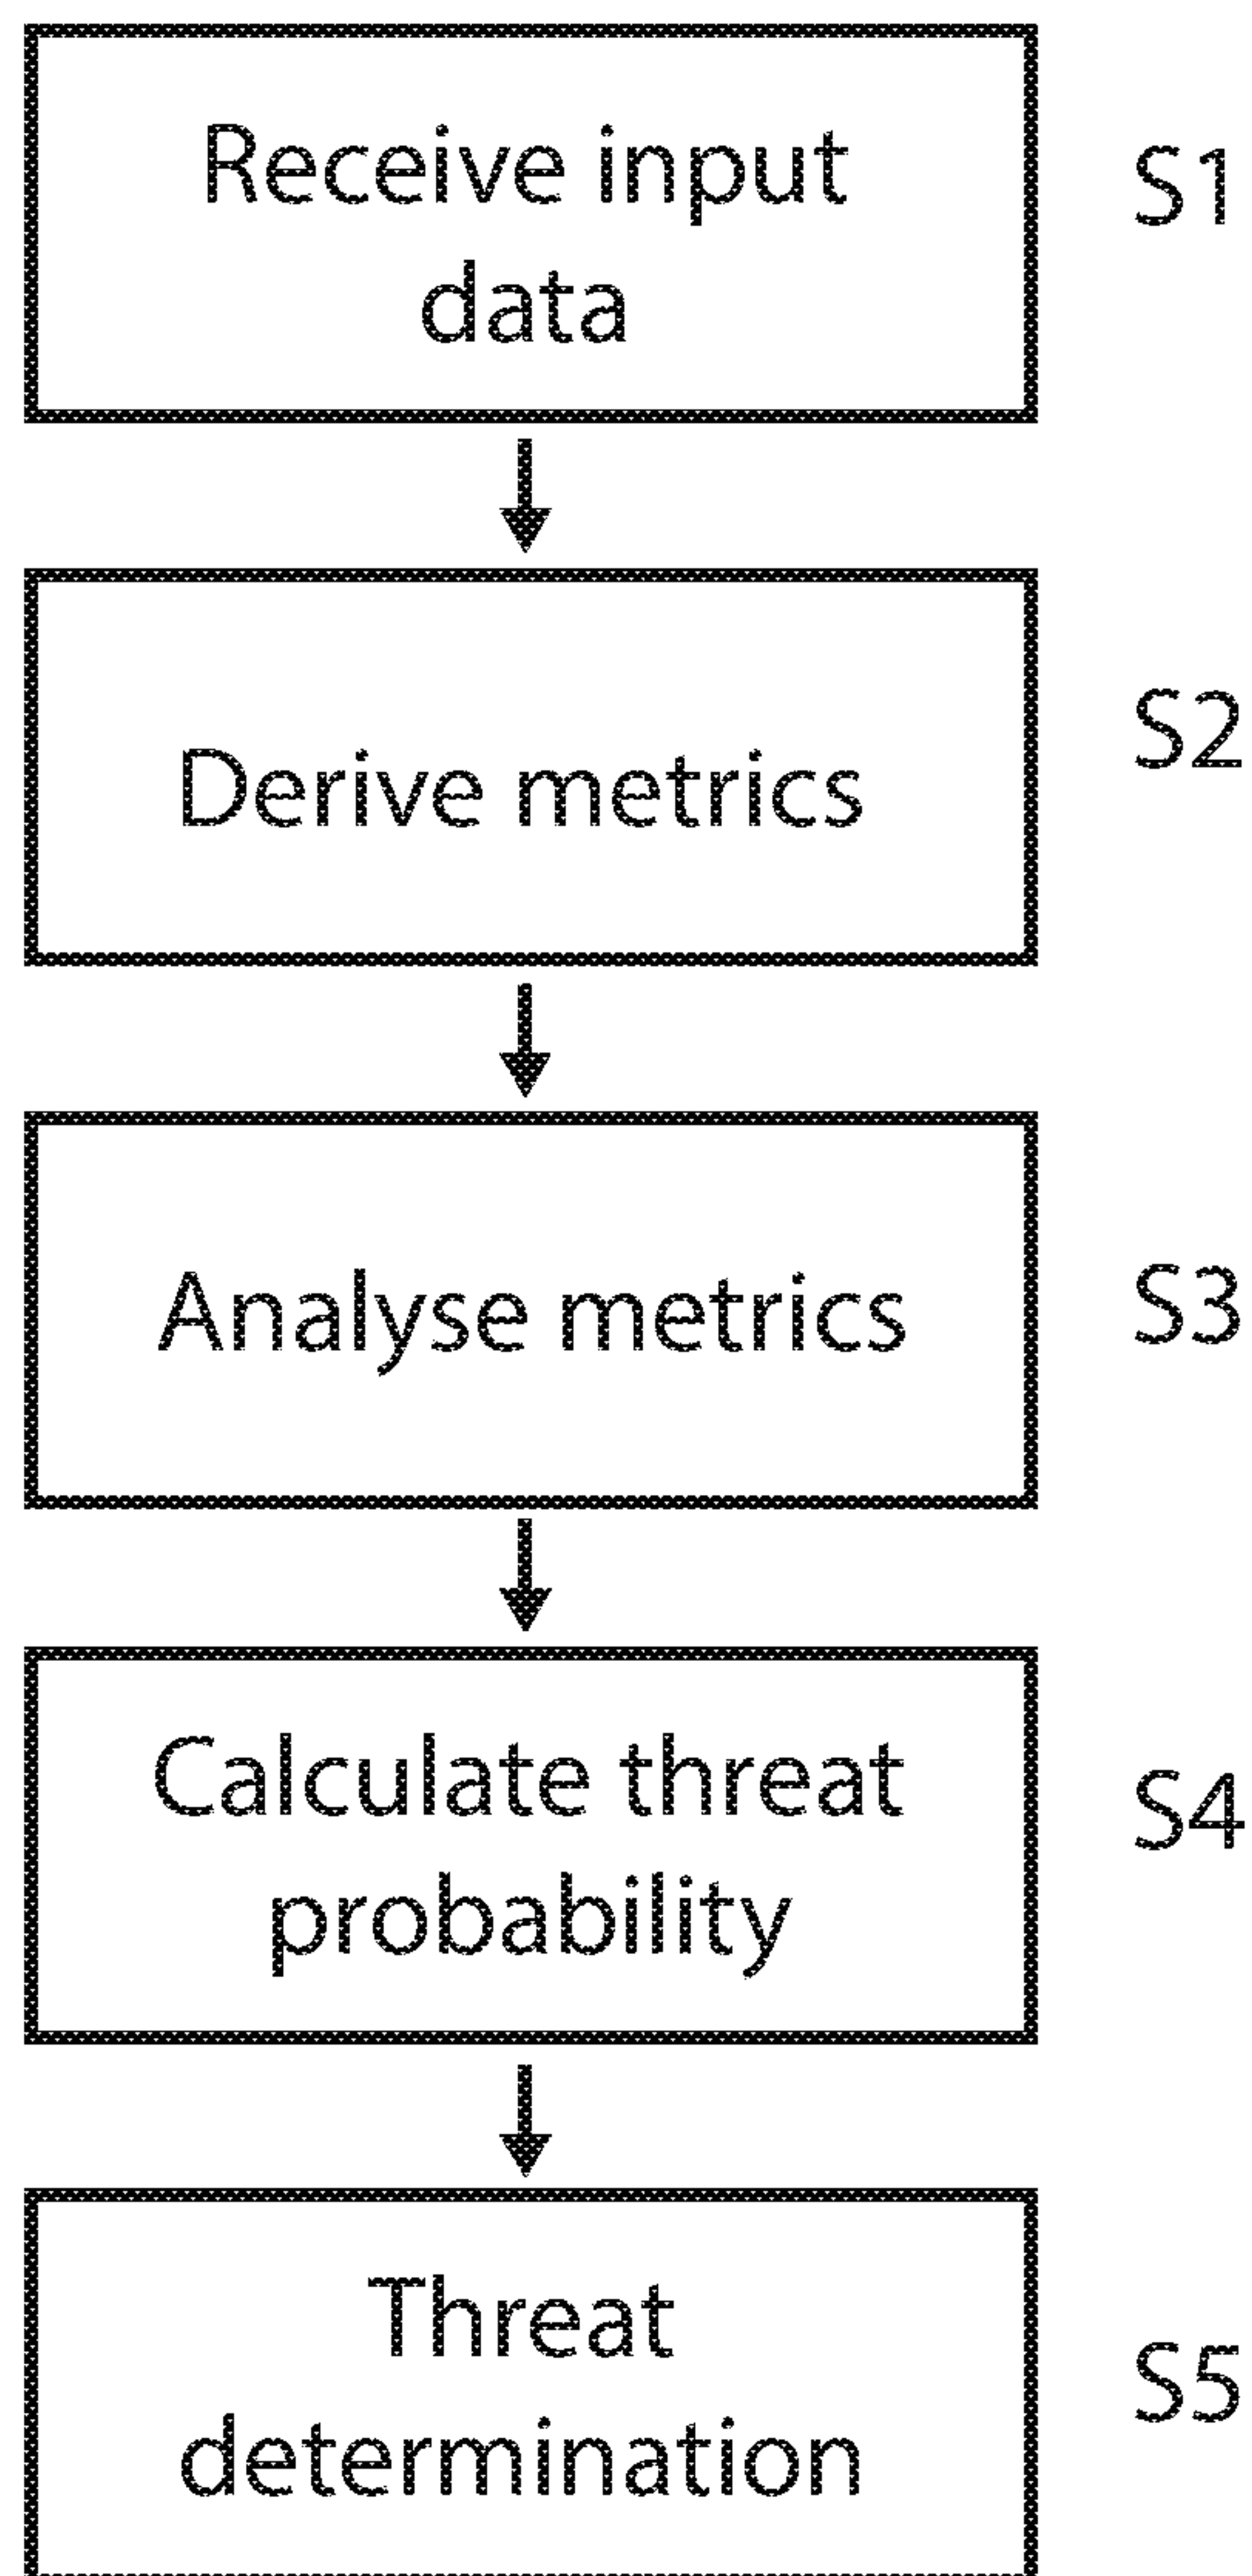 Receive input
data
S1
Derive metrics
S2
Analyse metrics
S3
Calculate threat
probability
S4
Threat
determination
S5